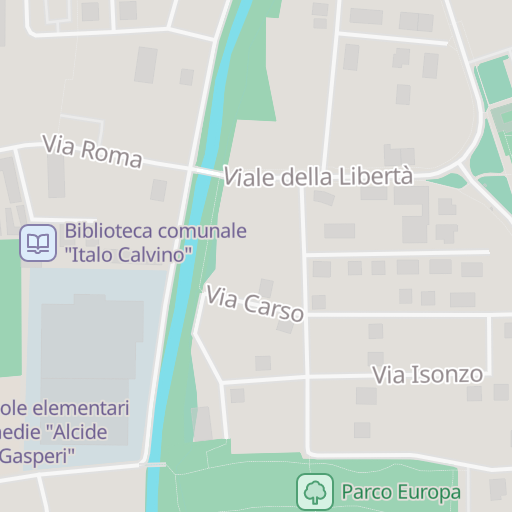 Via Roma
Viale della Libertà
Biblioteca comunale
"Italo Calvino"
Via Carso
Via Isonzo
ole elementari
nedie "Alcide
Gasperi"
Parco Europa